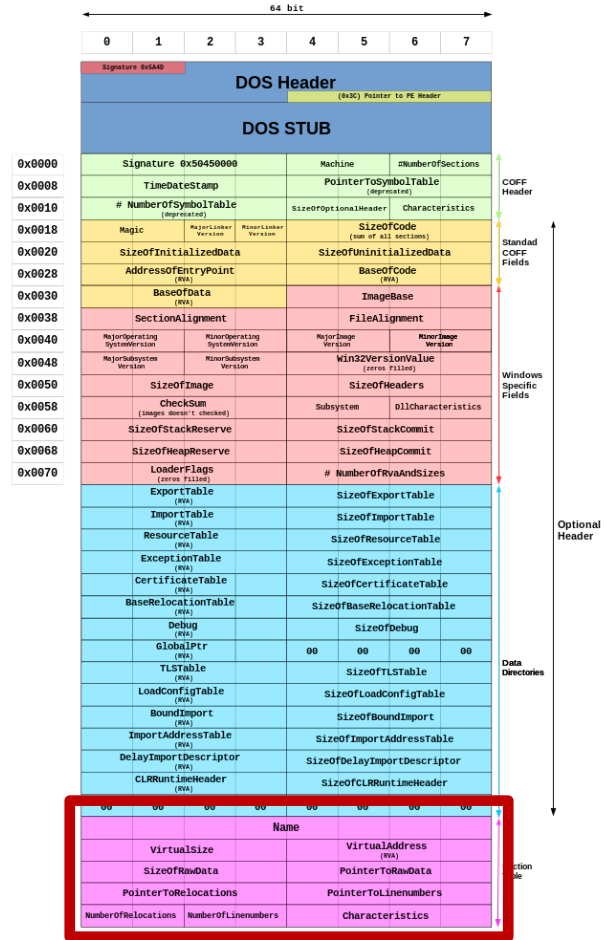 64 bit
0 1 2 3 4 5 6 7
Signature 0x5A4D
DOS Header
(0x3C) Pointer to PE Header
DOS STUB
0x0000 Signature 0x50450000 Machine #NumberOfSections
0x0008 TimeDateStamp PointerToSymbolTable
(deprecated)
COFF
Header
0x0010 # NumberOfSymbolTable
(deprecated)
SizeOfOptionalHeader Characteristics
0x0018 Magic MajorLinker
Version
MinorLinker
Version
SizeOfCode
(sum of all sections)
0x0020 SizeOfInitializedData SizeOfUninitializedData
Standad
COFF
Fields
0x0028 AddressOfEntryPoint
(RVA)
BaseOfCode
(RVA)
0x0030 BaseOfData
(RVA)
ImageBase
0x0038 SectionAlignment FileAlignment
0x0040 MajorOperating
SystemVersion
MinorOperating
SystemVersion
MajorImage
Version
MinorImage
Version
0x0048 MajorSubsystem
Version
MinorSubsystem
Version
Win32VersionValue
(zeros filled)
0x0050 SizeOfImage SizeOfHeaders
Windows
Specific
Fields
0x0058 CheckSum
(images doesn't checked)
Subsystem DllCharacteristics
0x0060 SizeOfStackReserve SizeOfStackCommit
0x0068 SizeOfHeapReserve SizeOfHeapCommit
0x0070 LoaderFlags
(zeros filled)
# NumberOfRvaAndSizes
ExportTable
(RVA)
SizeOfExportTable
ImportTable
(RVA)
SizeOfImportTable
Optional
Header
ResourceTable
(RVA)
SizeOfResourceTable
ExceptionTable
(RVA)
SizeOfExceptionTable
CertificateTable
(RVA)
SizeOfCertificateTable
BaseRelocationTable
(RVA)
SizeOfBaseRelocationTable
Debug
(RVA)
SizeOfDebug
GlobalPtr
(RVA)
00 00 00 00
Data
Directories
TLSTable
(RVA)
SizeOfTLSTable
LoadConfigTable
(RVA)
SizeOfLoadConfigTable
BoundImport
(RVA)
SizeOfBoundImport
ImportAddressTable
(RVA)
SizeOfImportAddressTable
DelayImportDescriptor
(RVA)
SizeOfDelayImportDescriptor
CLRRuntimeHeader
(RVA)
SizeOfCLRRuntimeHeader
00 00 00 00 00 00 00 00
Name
VirtualSize VirtualAddress
(RVA)
SizeOfRawData PointerToRawData
PointerToRelocations PointerToLinenumbers
NumberOfRelocations NumberOfLinenumbers Characteristics